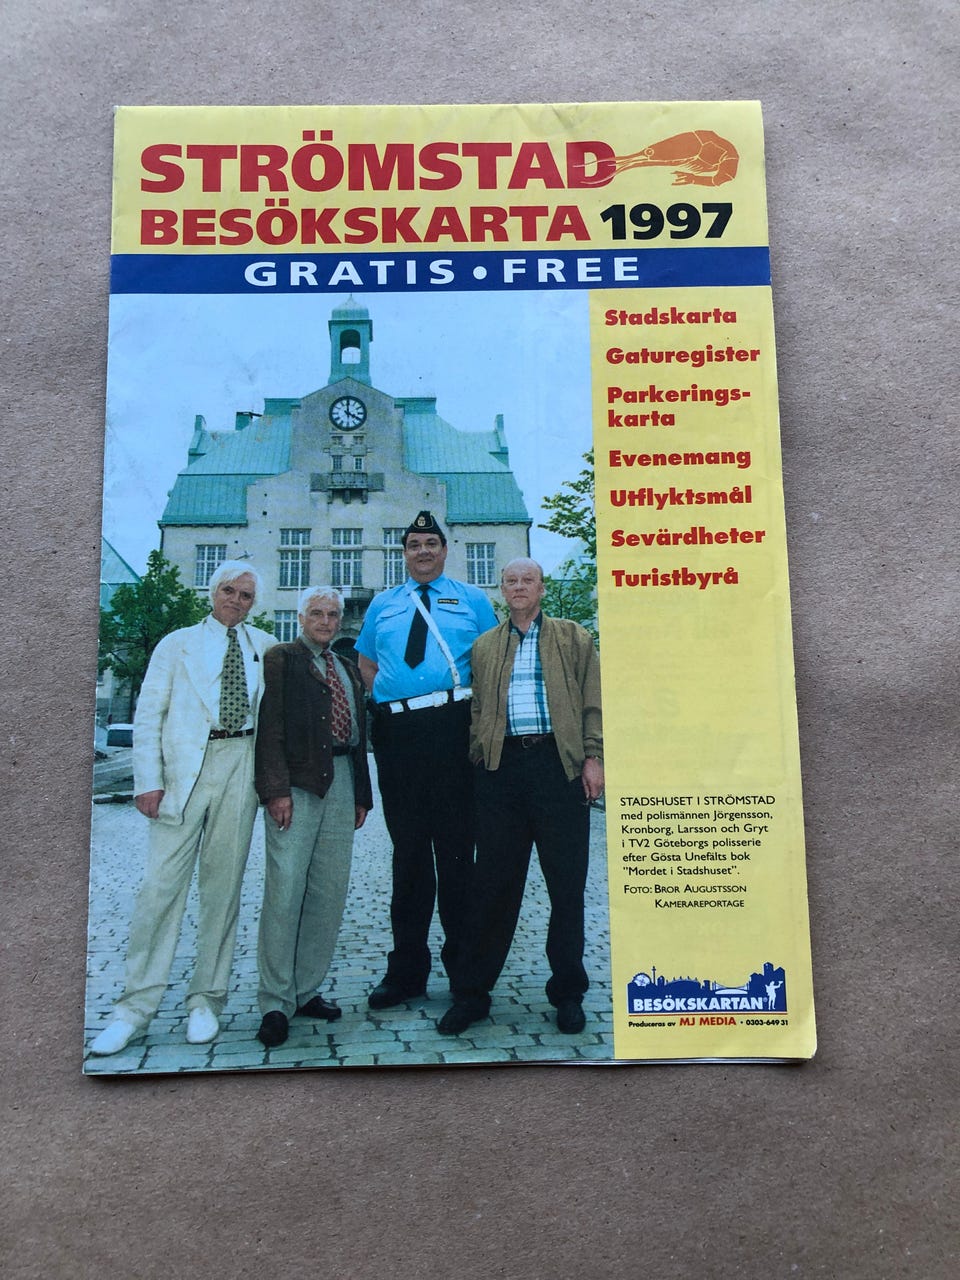 STRÖMSTAD
BESÖKSKARTA 1997
GRATIS • FREE
Stadskarta
Gaturegister
Parkerings-
karta
Evenemang
Utflyktsmål
Sevärdheter
Turistbyrå
STADSHUSET I STRÖMSTAD
med polismännen Jörgensson,
Kronborg, Larsson och Gryt
i TV2 Göteborgs polisserie
efter Gösta Unefälts bok
"Mordet i Stadshuset".
FOTO: BROR AUGUSTSSON
KAMERAREPORTAGE
BESÖKSKARTAN®
Produceras av MJ MEDIA • 0303-649 31